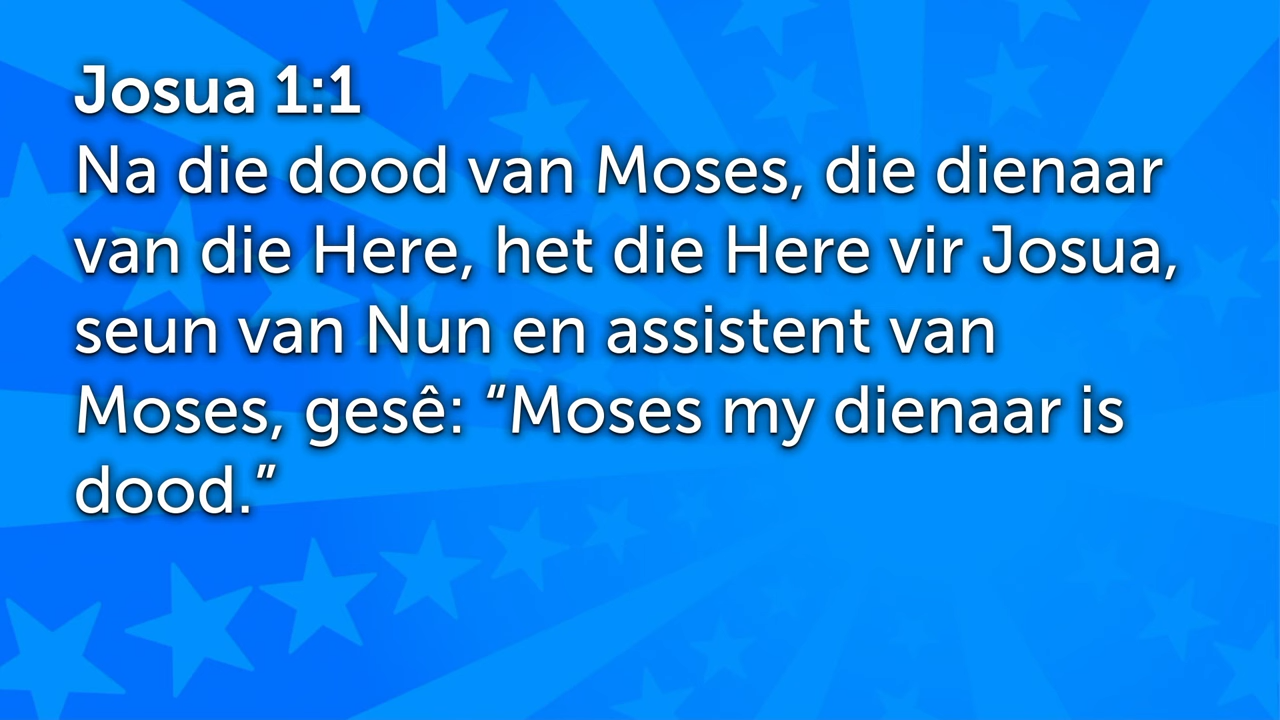 Josua 1:1
Na die dood van Moses, die dienaar
van die Here, het die Here vir Josua,
seun van Nun en assistent van
Moses, gesê: “Moses my dienaar is
dood.”